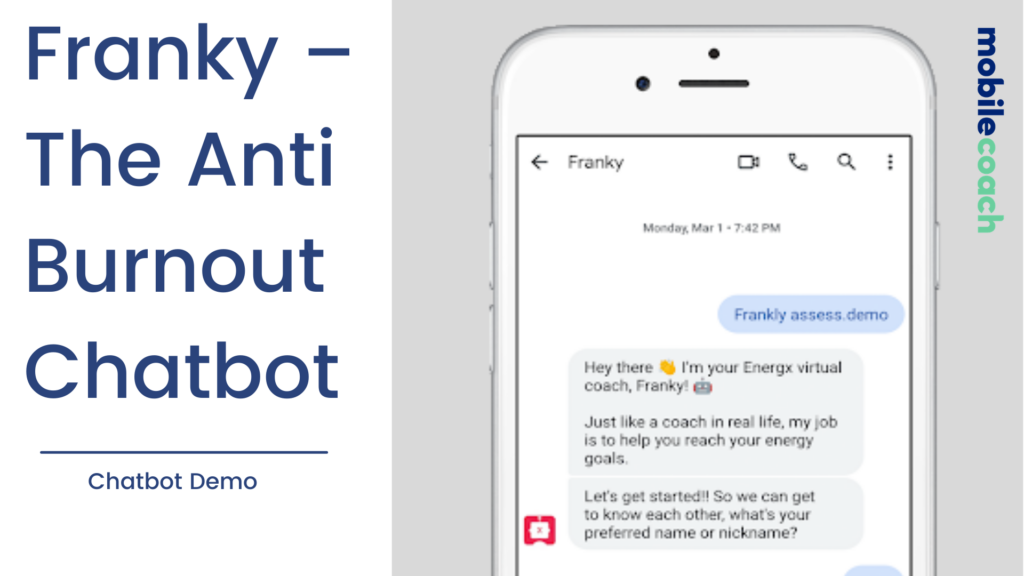 Franky –
The Anti
Burnout
Chatbot
Chatbot Demo
mobilecoach
Franky
Monday, Mar 1 • 7:42 PM
Frankly assess.demo
Hey there 👋 I'm your Energx virtual
coach, Franky! 🤖
Just like a coach in real life, my job
is to help you reach your energy
goals.
Let's get started!! So we can get
to know each other, what's your
preferred name or nickname?